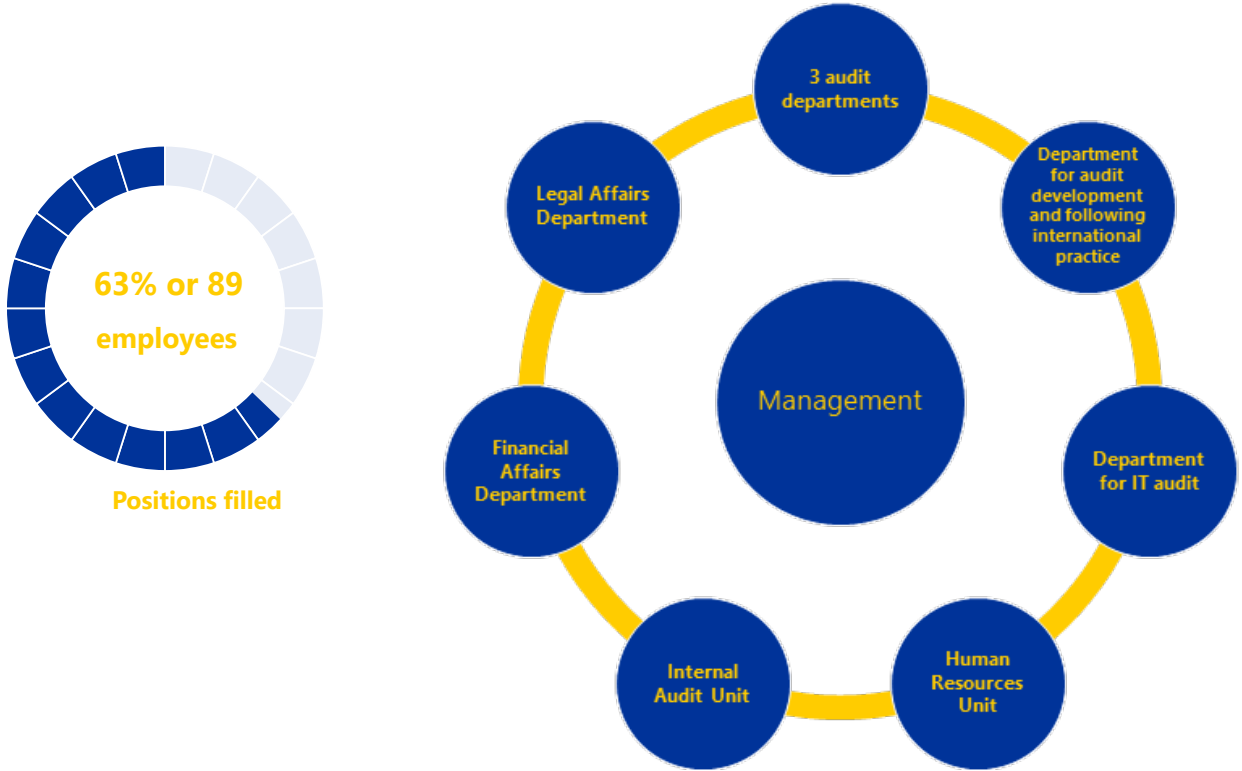 63% or 89
employees
Positions filled
3 audit
departments
Department
for audit
development
and following
international
practice
Department
for IT audit
Human
Resources
Unit
Internal
Audit Unit
Financial
Affairs
Department
Legal Affairs
Department
Management